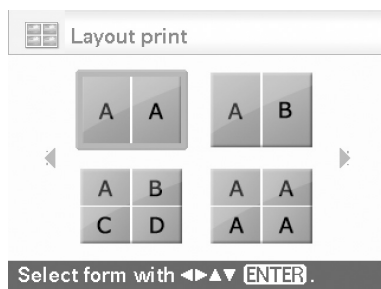 Layout print
A A A B
A B A A
C D A A
Select form with ◄►▲▼ ENTER.